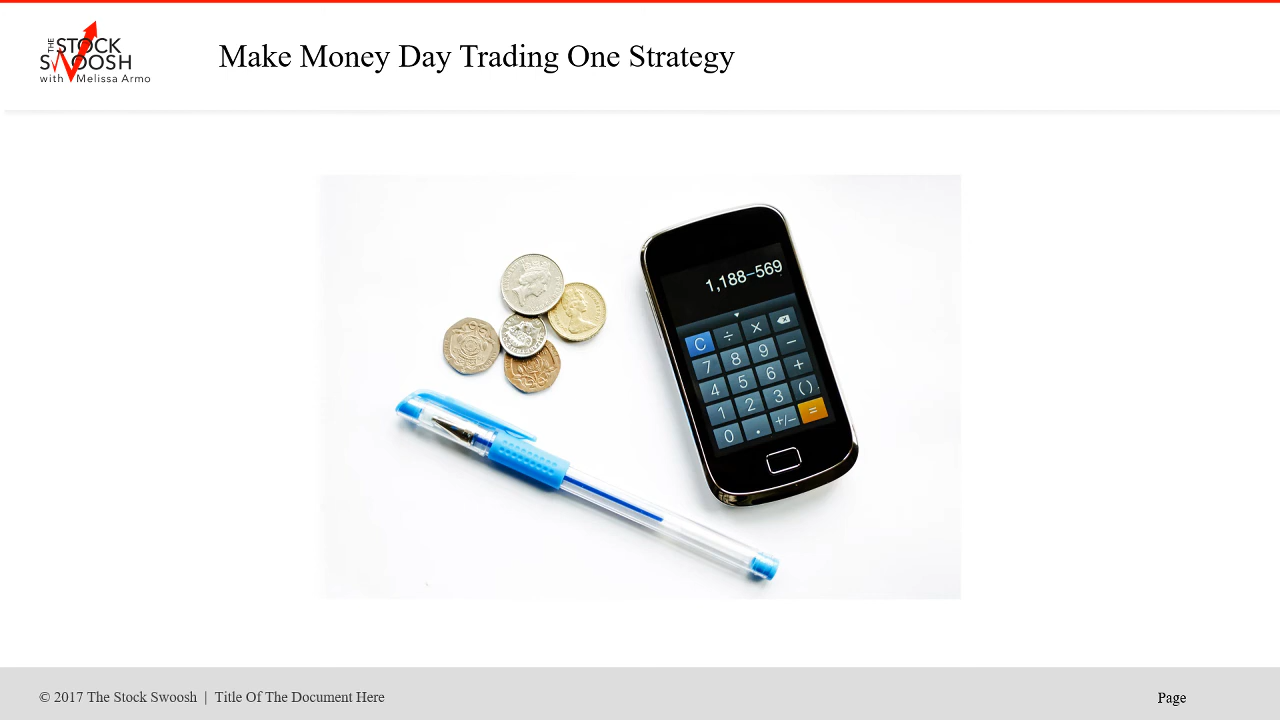 THE STOCK
SWOOSH
with Melissa Armo
Make Money Day Trading One Strategy
1,188–569
C ÷ ×
7 8 9 −
4 5 6 +
1 2 3 ( )
0 . +/− =
© 2017 The Stock Swoosh | Title Of The Document Here
Page